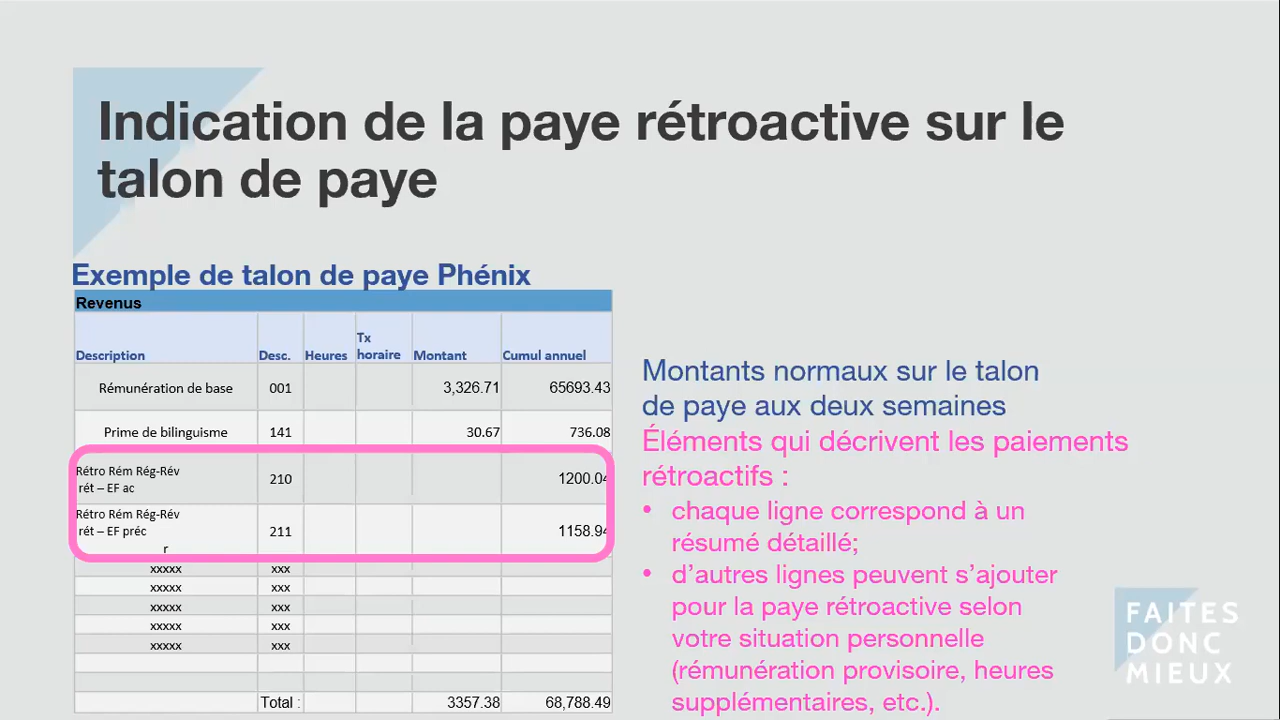 Indication de la paye rétroactive sur le
talon de paye
Exemple de talon de paye Phénix
Revenus
Description Desc. Heures Tx horaire Montant Cumul annuel
Rémunération de base 001 3,326.71 65693.43
Prime de bilinguisme 141 30.67 736.08
Rétro Rém Rég-Rév
rét – EF ac 210 1200.04
Rétro Rém Rég-Rév
rét – EF préc 211 1158.94
r
xxxxx xxx
xxxxx xxx
xxxxx xxx
xxxxx xxx
xxxxx xxx
Total : 3357.38 68,788.49
Montants normaux sur le talon
de paye aux deux semaines
Éléments qui décrivent les paiements
rétroactifs :
• chaque ligne correspond à un
résumé détaillé;
• d’autres lignes peuvent s’ajouter
pour la paye rétroactive selon
votre situation personnelle
(rémunération provisoire, heures
supplémentaires, etc.).
FAITES
DONC
MIEUX